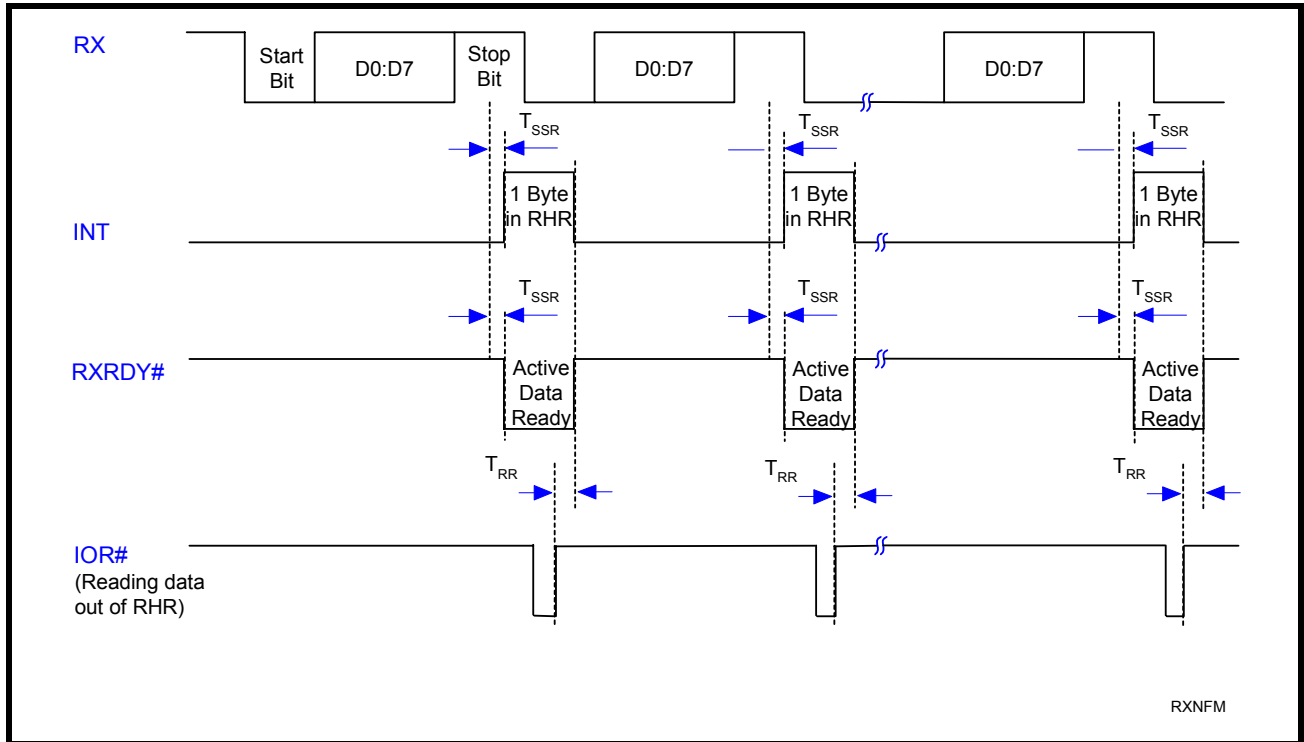 RX
Start
Bit
D0:D7
Stop
Bit
D0:D7
D0:D7
TSSR
TSSR
TSSR
INT
1 Byte
in RHR
1 Byte
in RHR
1 Byte
in RHR
TSSR
TSSR
TSSR
RXRDY#
Active
Data
Ready
Active
Data
Ready
Active
Data
Ready
TRR
TRR
TRR
IOR#
(Reading data
out of RHR)
RXNFM